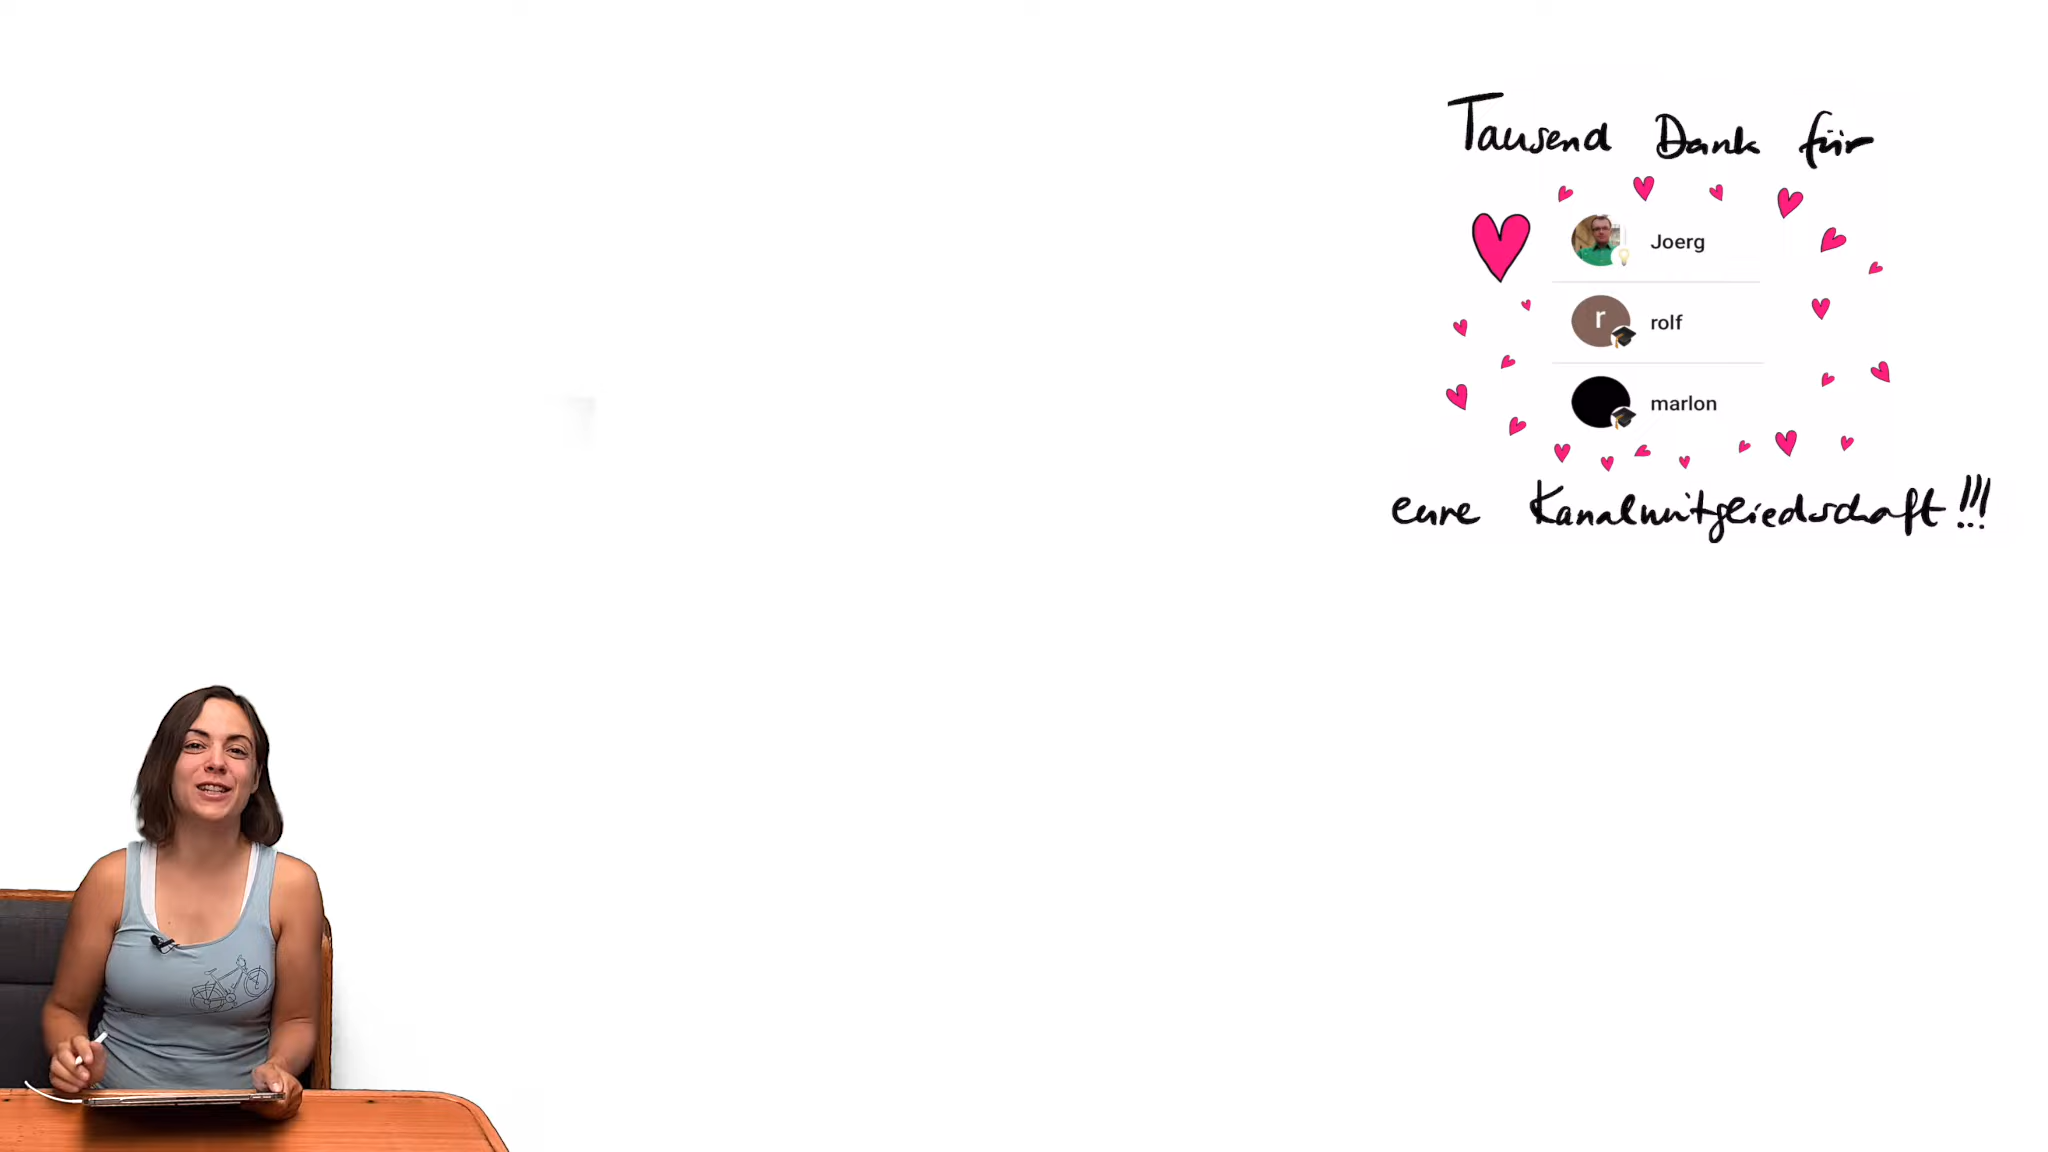 Tausend Dank für
Joerg
r
rolf
marlon
eure Kanalmitgliedschaft!!!